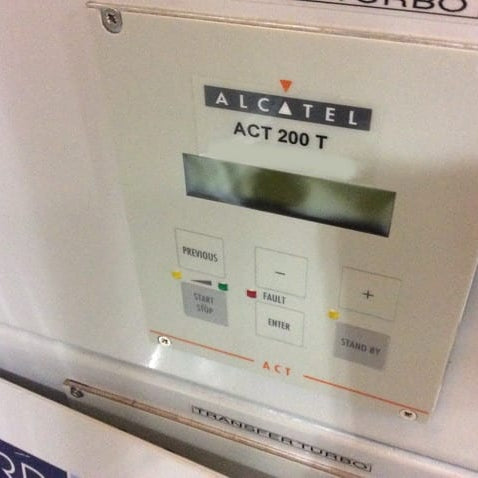 TURBO
ALCATEL
ACT 200 T
PREVIOUS
−
+
START
STOP
FAULT
ENTER
STAND BY
ACT
TRANSFER TURBO